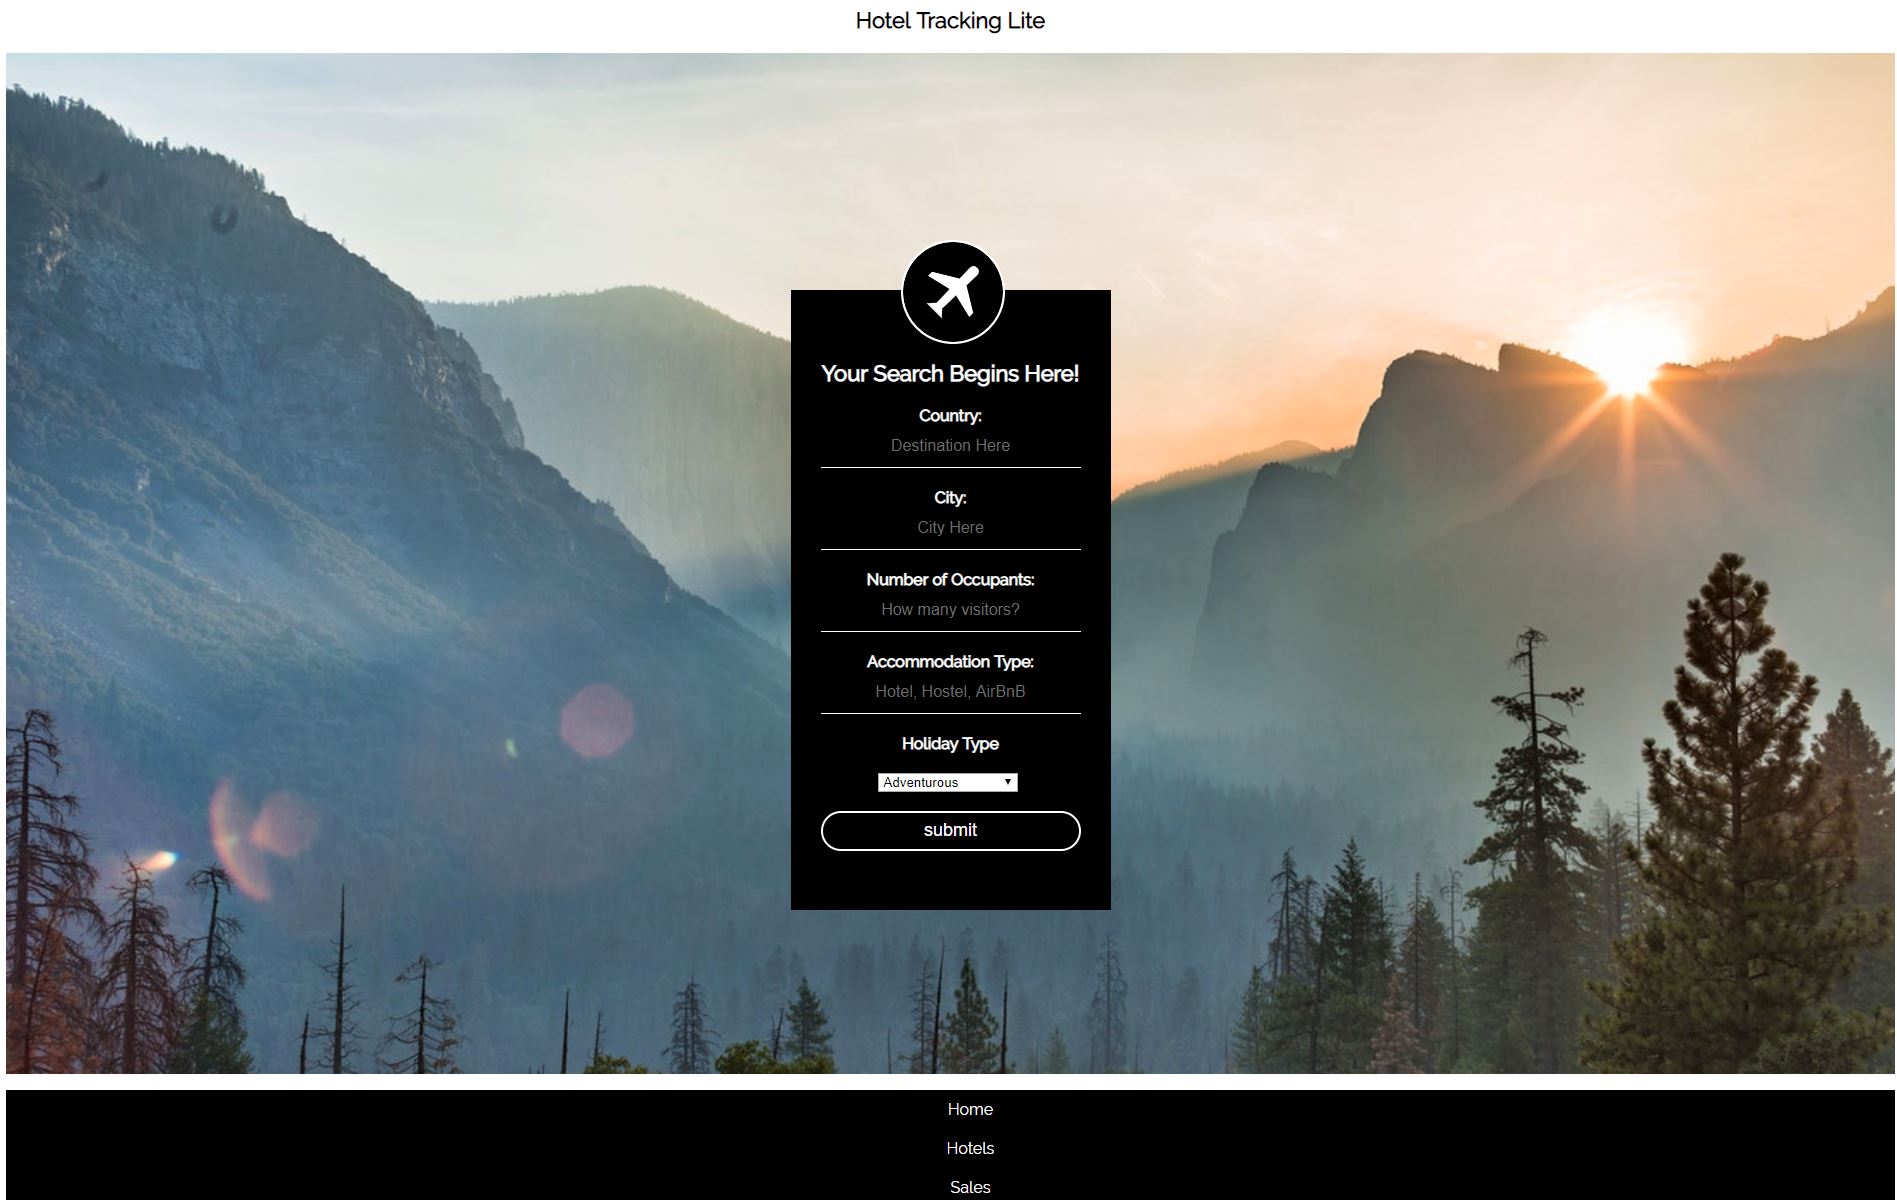 Hotel Tracking Lite
Your Search Begins Here!
Country:
Destination Here
City:
City Here
Number of Occupants:
How many visitors?
Accommodation Type:
Hotel, Hostel, AirBnB
Holiday Type
Adventurous
submit
Home
Hotels
Sales